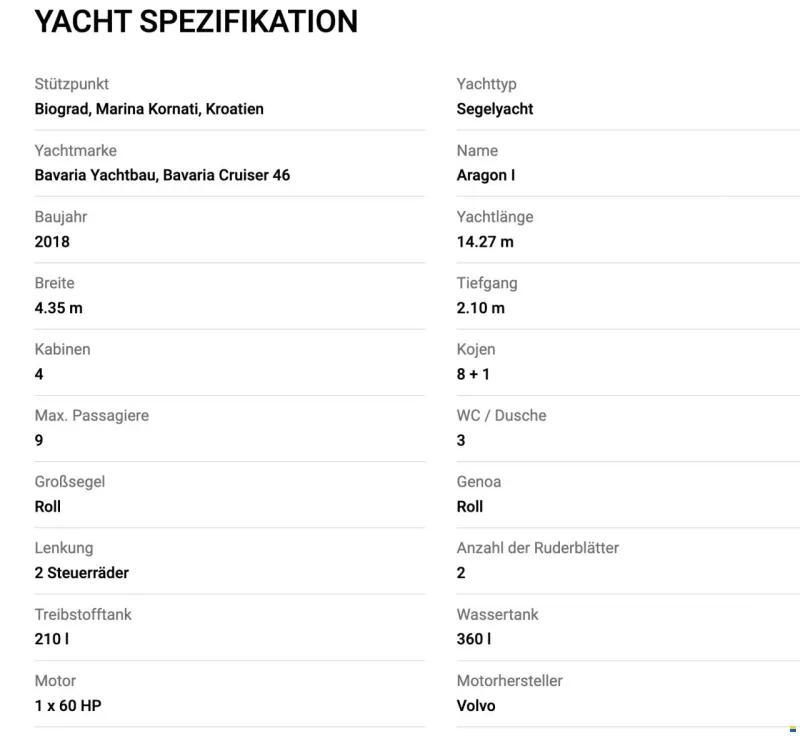 YACHT SPEZIFIKATION
Stützpunkt
Biograd, Marina Kornati, Kroatien
Yachttyp
Segelyacht
Yachtmarke
Bavaria Yachtbau, Bavaria Cruiser 46
Name
Aragon I
Baujahr
2018
Yachtlänge
14.27 m
Breite
4.35 m
Tiefgang
2.10 m
Kabinen
4
Kojen
8 + 1
Max. Passagiere
9
WC / Dusche
3
Großsegel
Roll
Genoa
Roll
Lenkung
2 Steuerräder
Anzahl der Ruderblätter
2
Treibstofftank
210 l
Wassertank
360 l
Motor
1 x 60 HP
Motorhersteller
Volvo